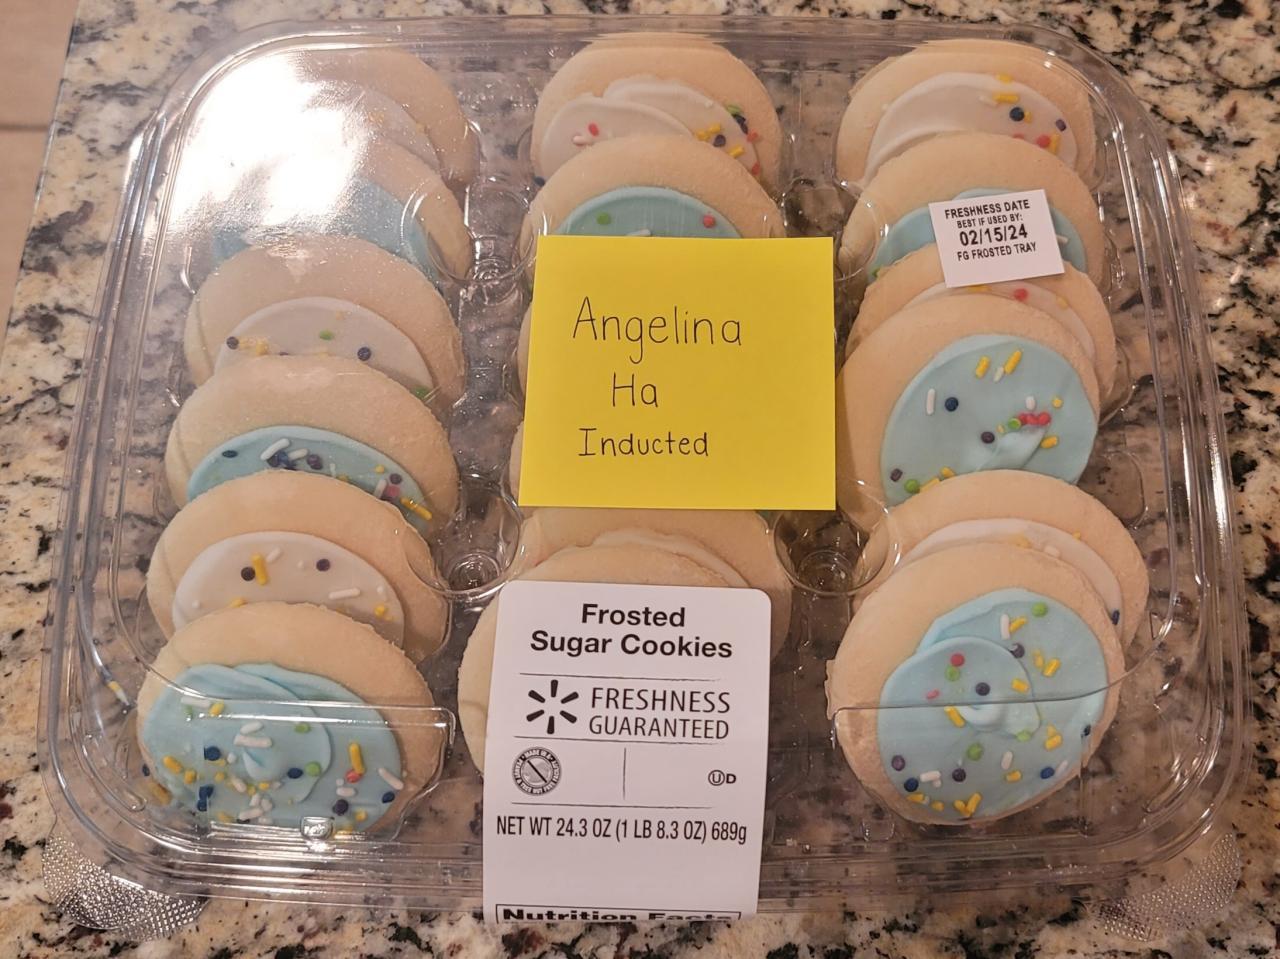 FRESHNESS DATE
BEST IF USED BY:
02/15/24
FG FROSTED TRAY
Angelina
Ha
Inducted
Frosted
Sugar Cookies
FRESHNESS
GUARANTEED
U D
NET WT 24.3 OZ (1 LB 8.3 OZ) 689g
Nutrition Facts